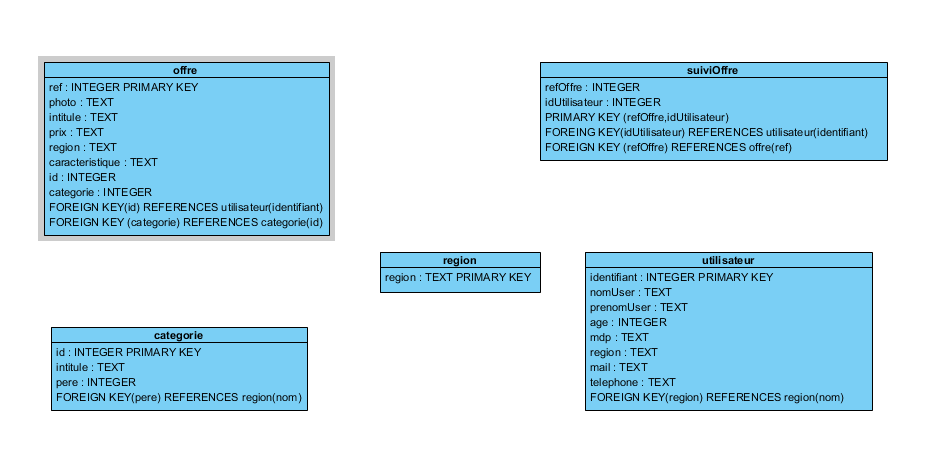 offre
ref : INTEGER PRIMARY KEY
photo : TEXT
intitule : TEXT
prix : TEXT
region : TEXT
caracteristique : TEXT
id : INTEGER
categorie : INTEGER
FOREIGN KEY(id) REFERENCES utilisateur(identifiant)
FOREIGN KEY (categorie) REFERENCES categorie(id)
suiviOffre
refOffre : INTEGER
idUtilisateur : INTEGER
PRIMARY KEY (refOffre,idUtilisateur)
FOREING KEY(idUtilisateur) REFERENCES utilisateur(identifiant)
FOREIGN KEY (refOffre) REFERENCES offre(ref)
region
region : TEXT PRIMARY KEY
utilisateur
identifiant : INTEGER PRIMARY KEY
nomUser : TEXT
prenomUser : TEXT
age : INTEGER
mdp : TEXT
region : TEXT
mail : TEXT
telephone : TEXT
FOREIGN KEY(region) REFERENCES region(nom)
categorie
id : INTEGER PRIMARY KEY
intitule : TEXT
pere : INTEGER
FOREIGN KEY(pere) REFERENCES region(nom)